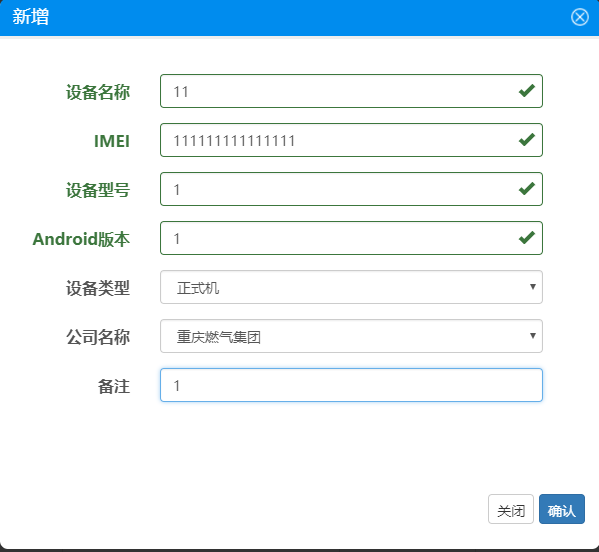 新增
设备名称 11
IMEI 111111111111111
设备型号 1
Android版本 1
设备类型 正式机
公司名称 重庆燃气集团
备注 1
关闭 确认